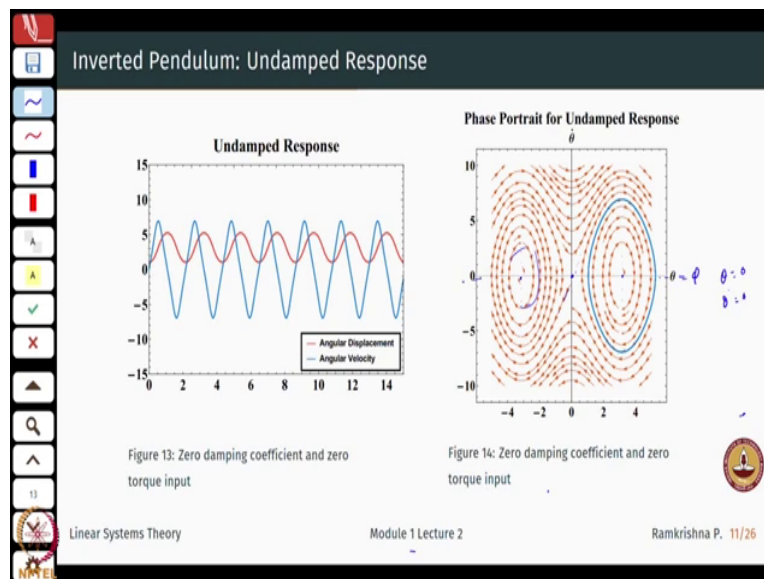 Inverted Pendulum: Undamped Response
Undamped Response
15
10
5
0
−5
−10
−15
0 2 4 6 8 10 12 14
Angular Displacement
Angular Velocity
Figure 13: Zero damping coefficient and zero
torque input
Phase Portrait for Undamped Response
θ̇
10
5
0
−5
−10
−4 −2 0 2 4
θ
Figure 14: Zero damping coefficient and zero
torque input
A
A
13
NPTEL
Linear Systems Theory
Module 1 Lecture 2
Ramkrishna P. 11/26